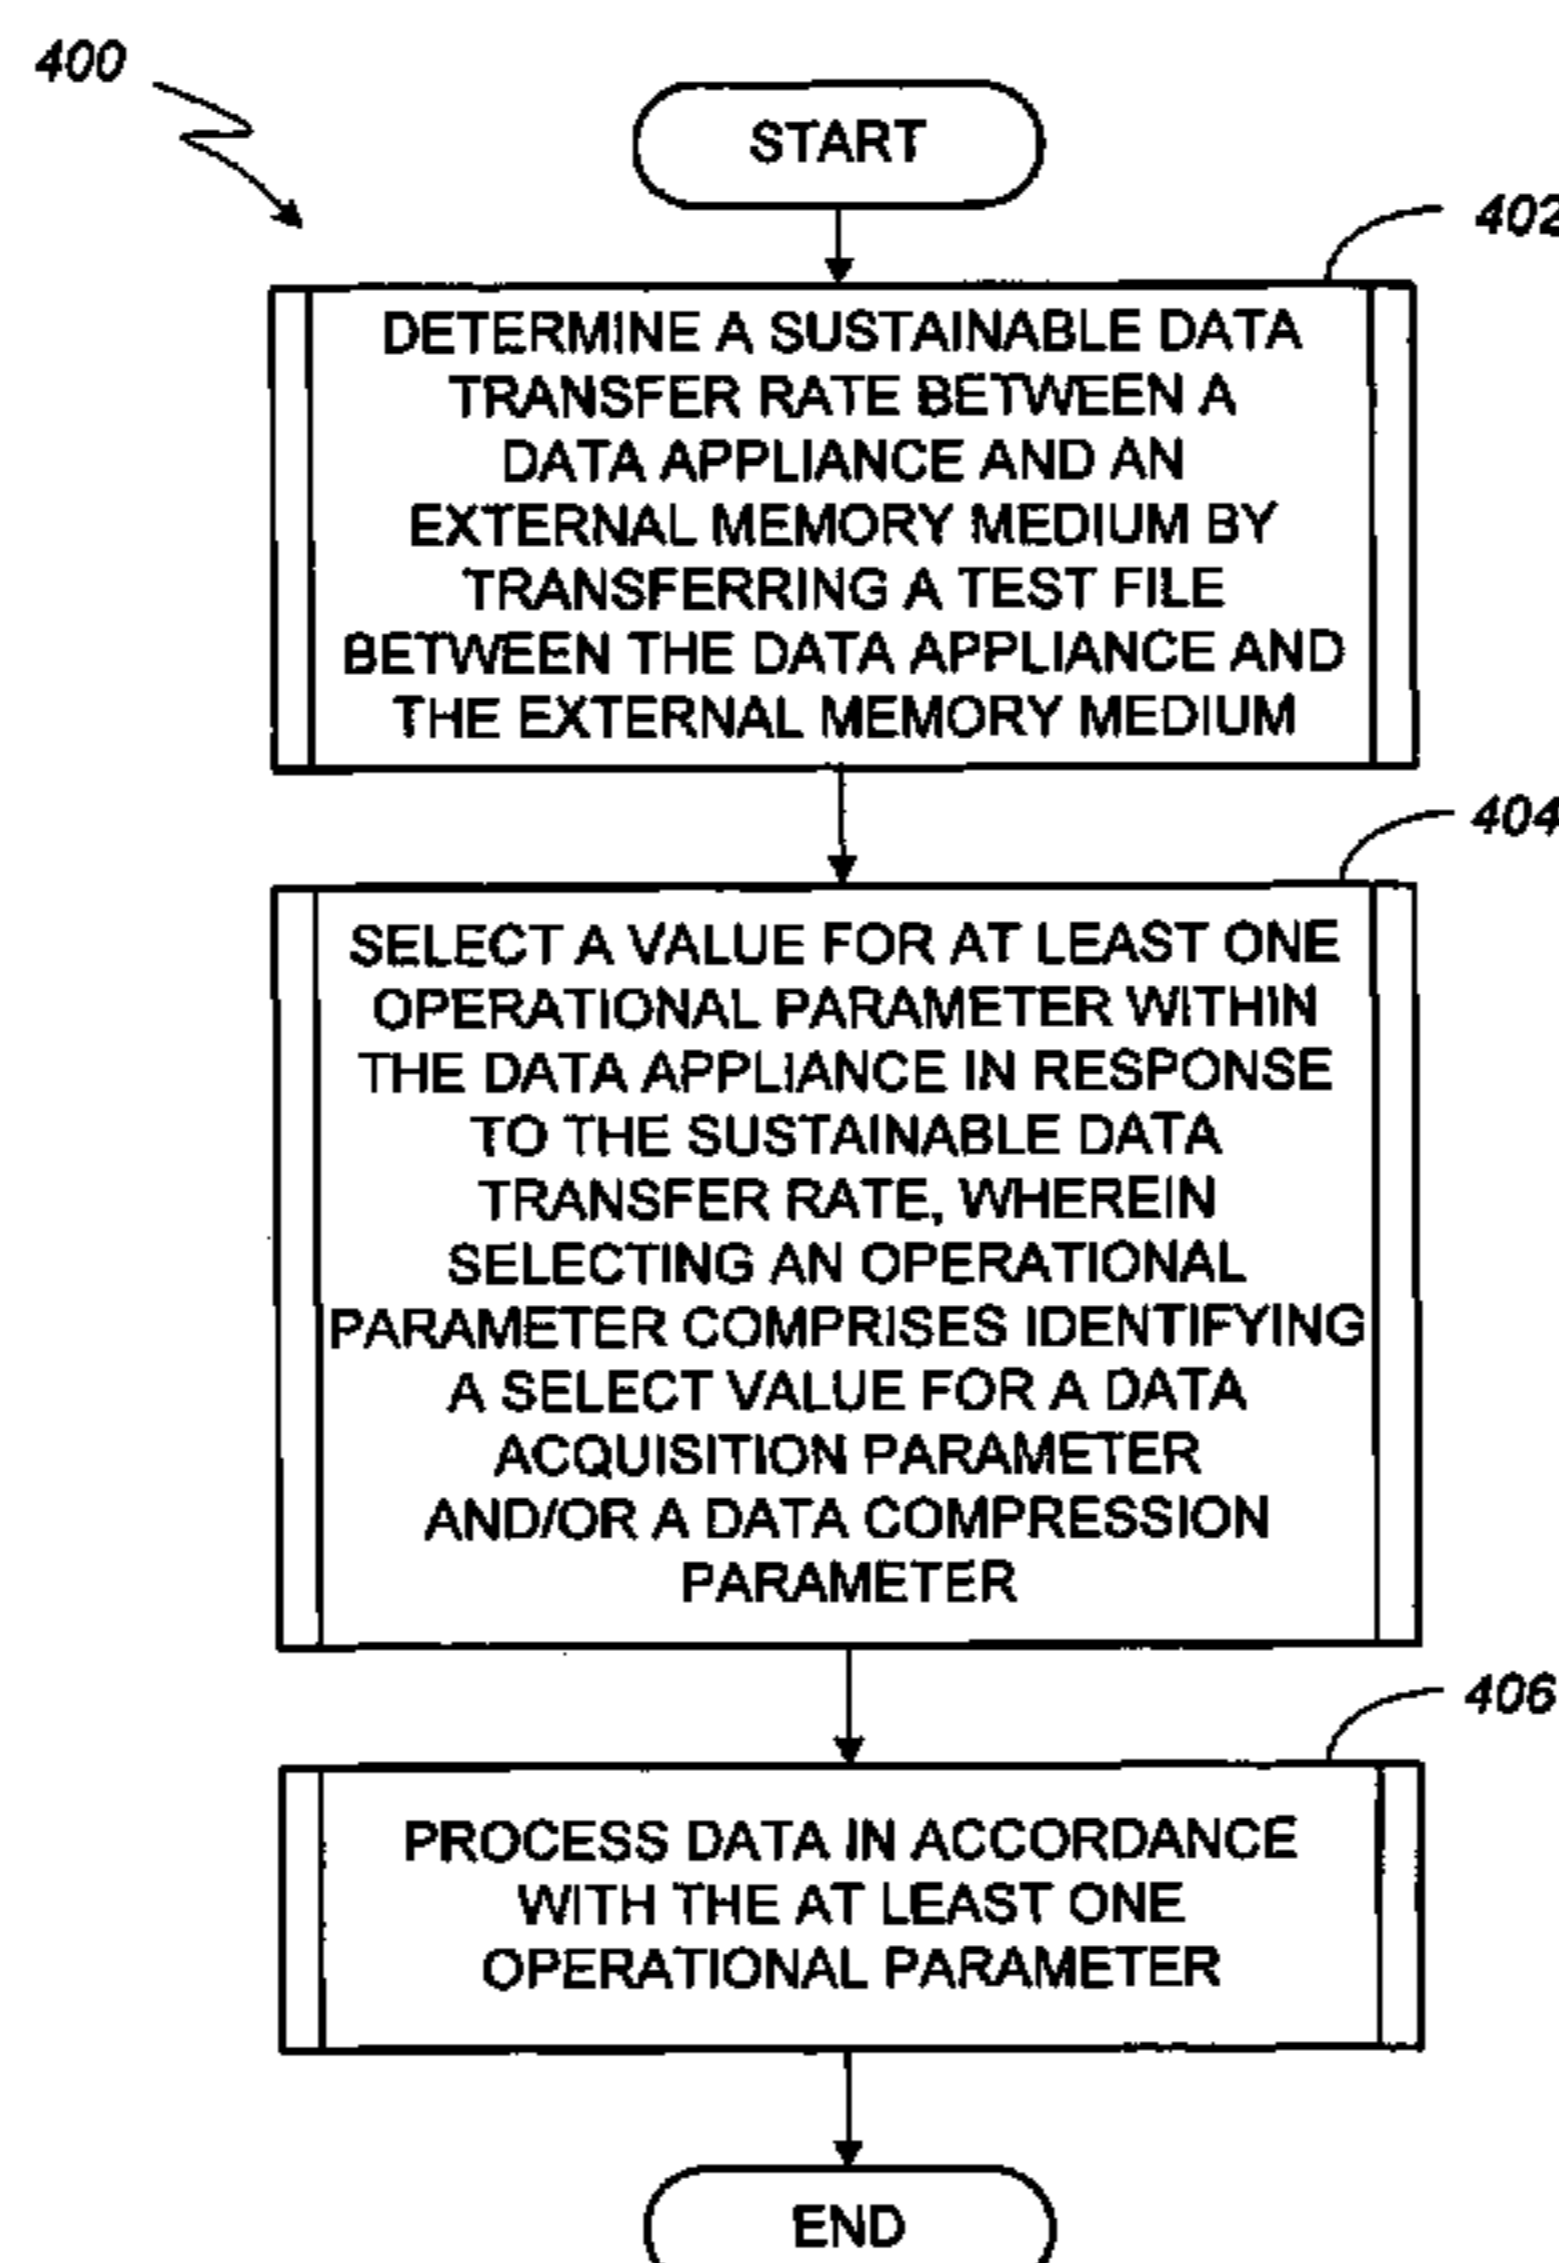 400
START
402
DETERMINE A SUSTAINABLE DATA
TRANSFER RATE BETWEEN A
DATA APPLIANCE AND AN
EXTERNAL MEMORY MEDIUM BY
TRANSFERRING A TEST FILE
BETWEEN THE DATA APPLIANCE AND
THE EXTERNAL MEMORY MEDIUM
404
SELECT A VALUE FOR AT LEAST ONE
OPERATIONAL PARAMETER WITHIN
THE DATA APPLIANCE IN RESPONSE
TO THE SUSTAINABLE DATA
TRANSFER RATE, WHEREIN
SELECTING AN OPERATIONAL
PARAMETER COMPRISES IDENTIFYING
A SELECT VALUE FOR A DATA
ACQUISITION PARAMETER
AND/OR A DATA COMPRESSION
PARAMETER
406
PROCESS DATA IN ACCORDANCE
WITH THE AT LEAST ONE
OPERATIONAL PARAMETER
END